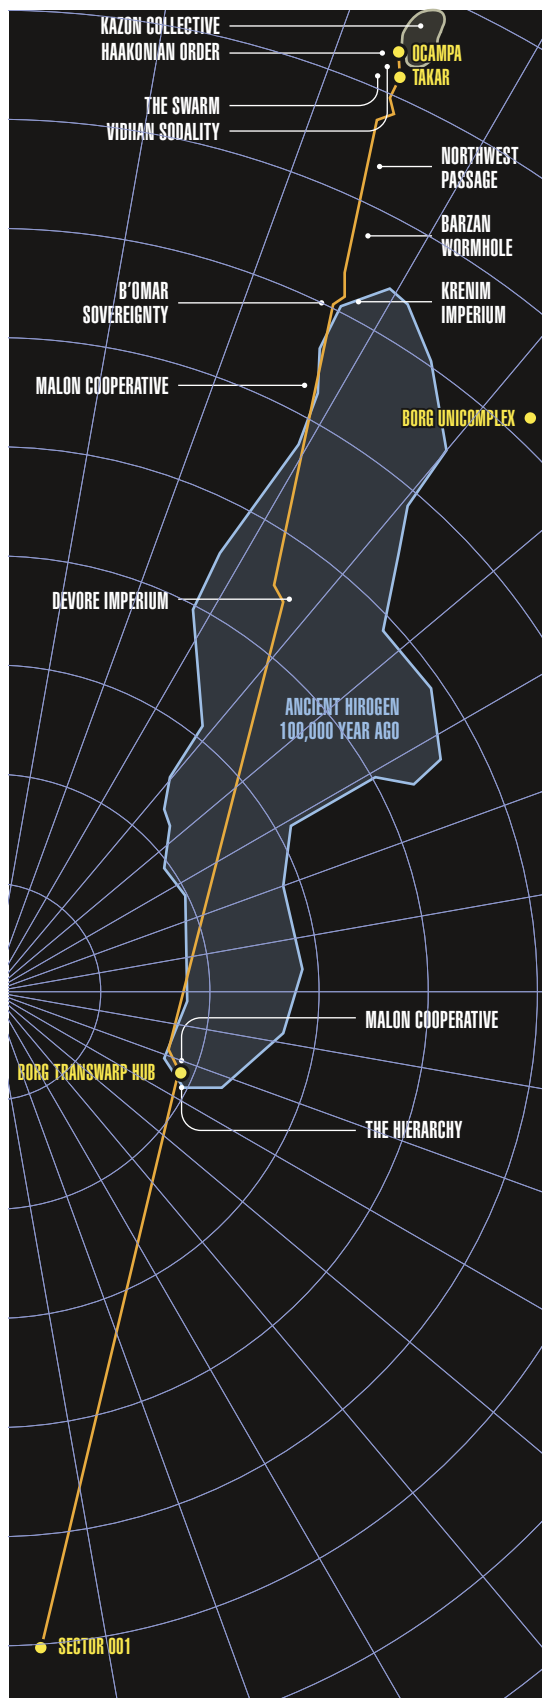 KAZON COLLECTIVE
HAAKONIAN ORDER
OCAMPA
TAKAR
THE SWARM
VIDIIAN SODALITY
NORTHWEST
PASSAGE
BARZAN
WORMHOLE
B'OMAR
SOVEREIGNTY
KRENIM
IMPERIUM
MALON COOPERATIVE
BORG UNICOMPLEX
DEVORE IMPERIUM
ANCIENT HIROGEN
100,000 YEAR AGO
MALON COOPERATIVE
BORG TRANSWARP HUB
THE HIERARCHY
SECTOR 001